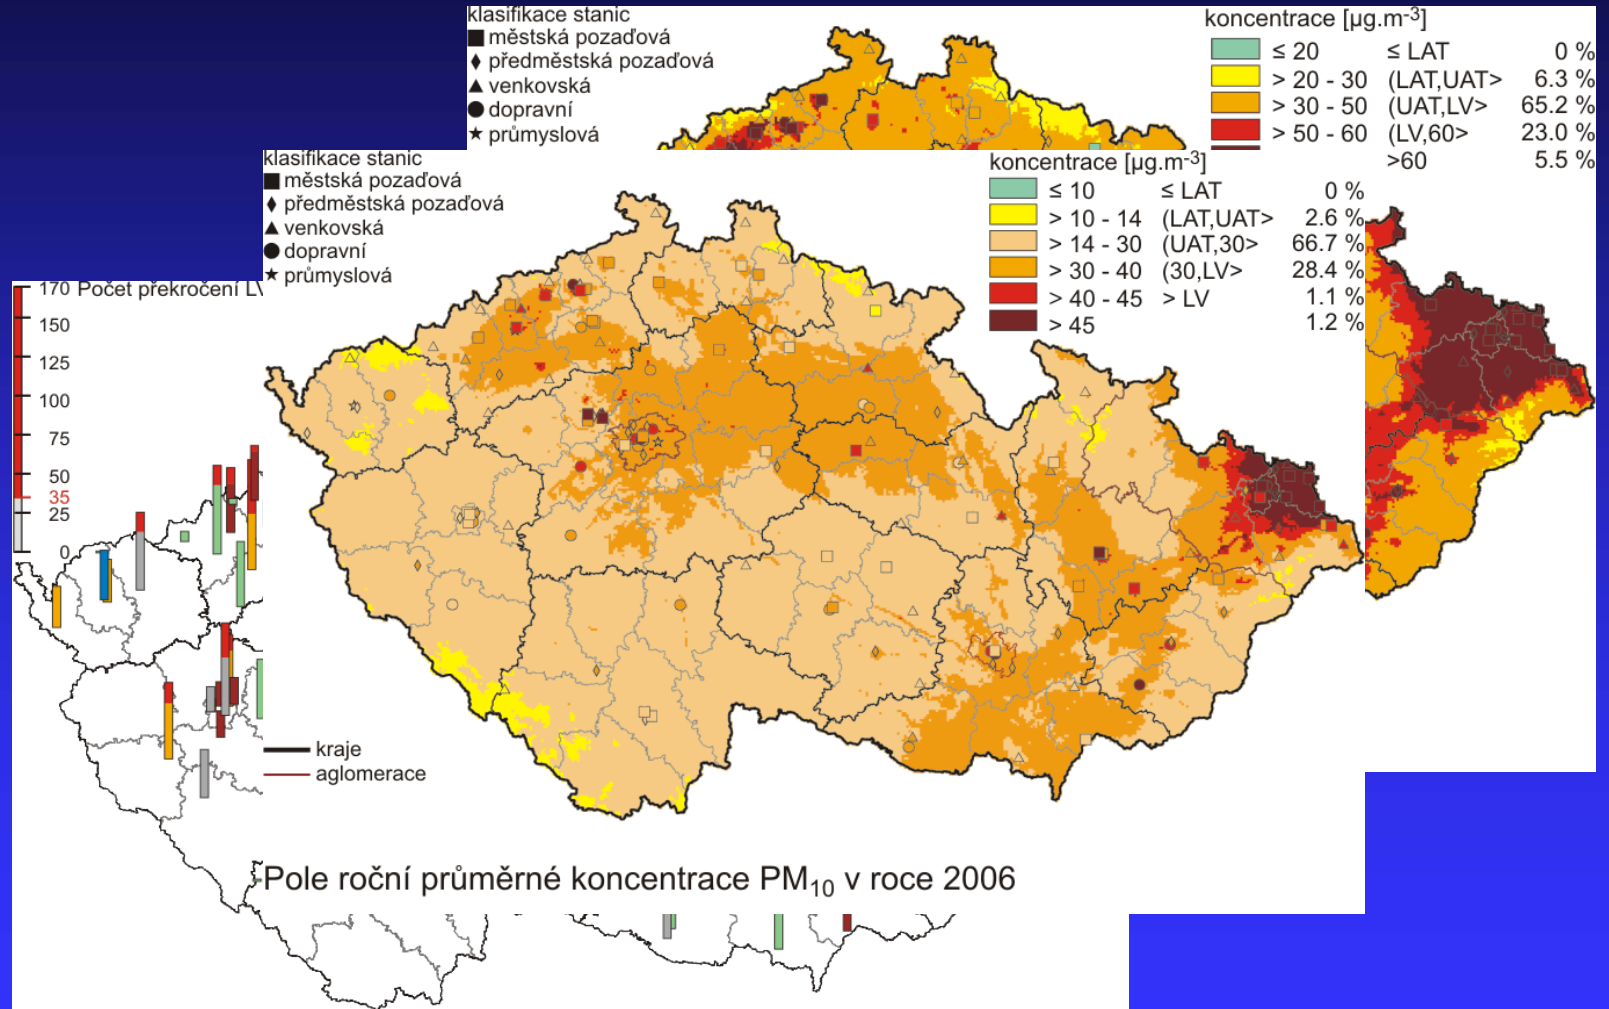 klasifikace stanic
městská pozaďová
předměstská pozaďová
venkovská
dopravní
průmyslová
koncentrace [µg.m-3]
≤ 20 ≤ LAT 0 %
> 20 - 30 (LAT,UAT> 6.3 %
> 30 - 50 (UAT,LV> 65.2 %
> 50 - 60 (LV,60> 23.0 %
>60 5.5 %
klasifikace stanic
městská pozaďová
předměstská pozaďová
venkovská
dopravní
průmyslová
koncentrace [µg.m-3]
≤ 10 ≤ LAT 0 %
> 10 - 14 (LAT,UAT> 2.6 %
> 14 - 30 (UAT,30> 66.7 %
> 30 - 40 (30,LV> 28.4 %
> 40 - 45 > LV 1.1 %
> 45 1.2 %
170 Počet překročení LV
150
125
100
75
50
35
25
0
kraje
aglomerace
Pole roční průměrné koncentrace PM10 v roce 2006